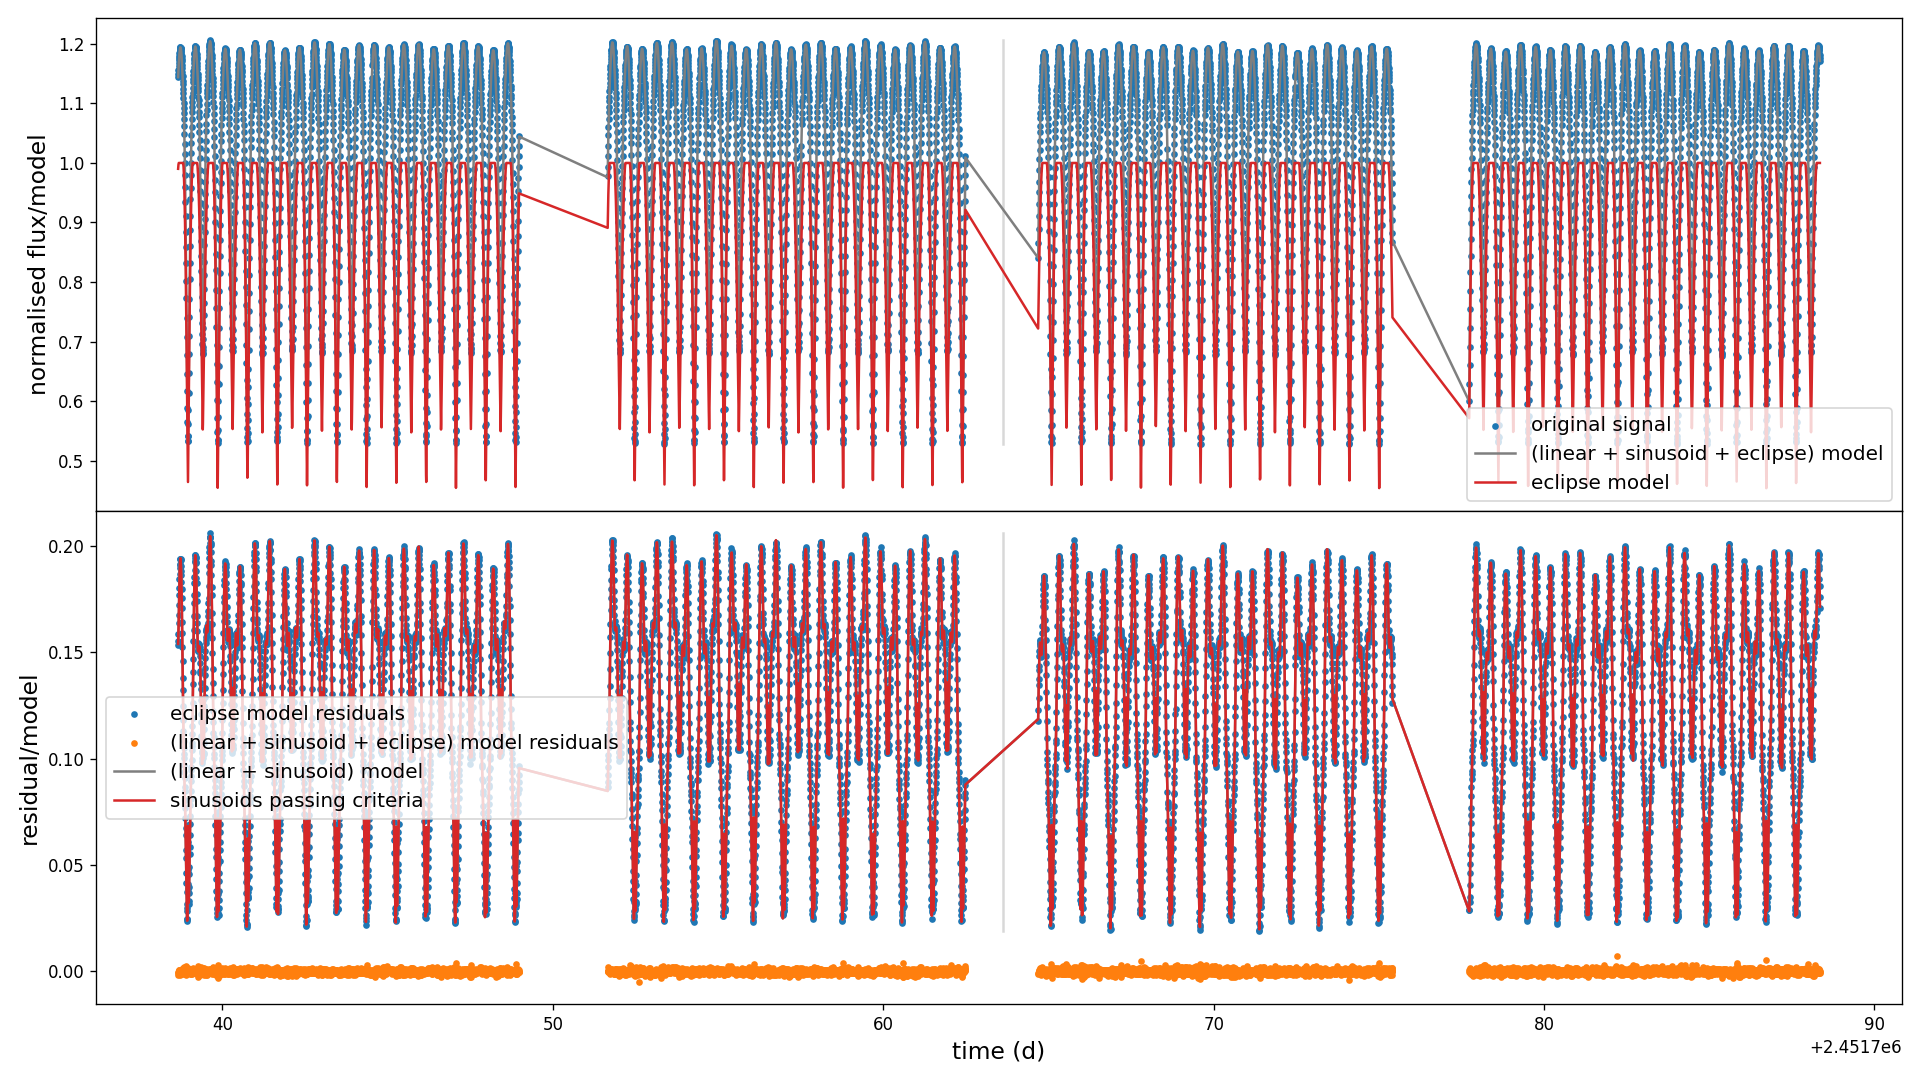 normalised flux/model
1.2
1.1
1.0
0.9
0.8
0.7
0.6
0.5
original signal
(linear + sinusoid + eclipse) model
eclipse model
residual/model
0.20
0.15
0.10
0.05
0.00
eclipse model residuals
(linear + sinusoid + eclipse) model residuals
(linear + sinusoid) model
sinusoids passing criteria
40 50 60 70 80 90
time (d)
+2.4517e6